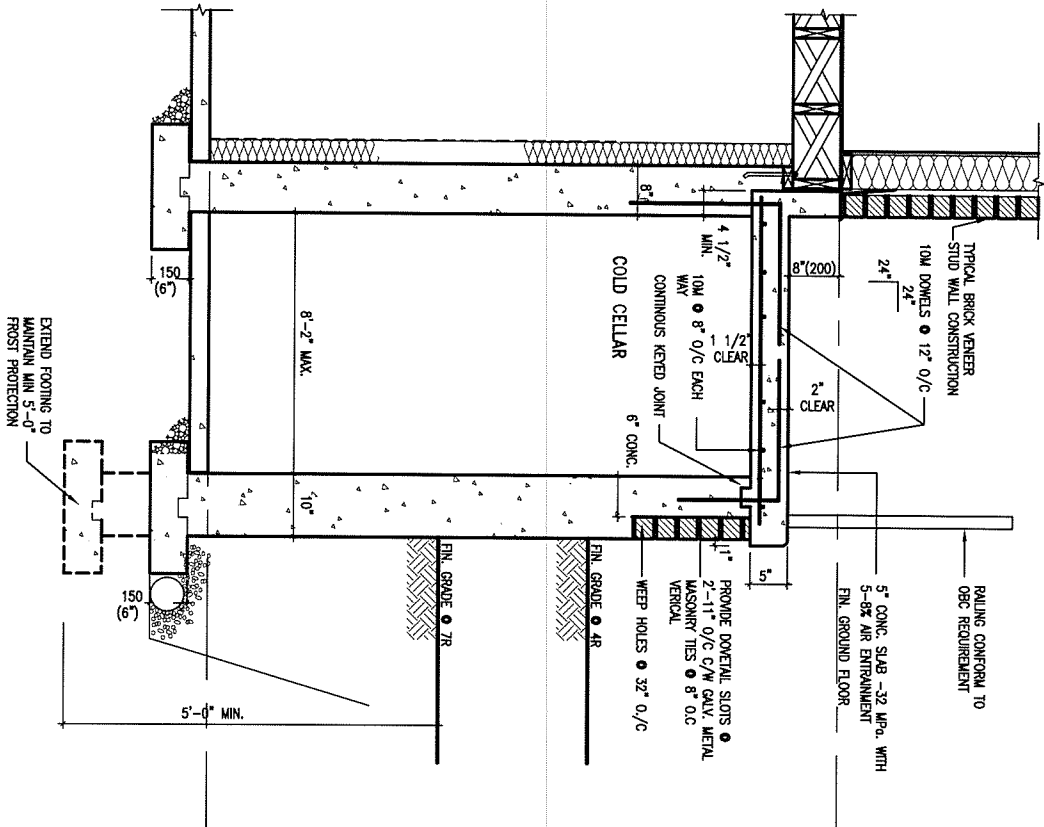 RAILING CONFORM TO
OBC REQUIREMENT
5" CONC. SLAB -32 MPa. WITH
5-8% AIR ENTRAINMENT
FIN. GROUND FLOOR
TYPICAL BRICK VENEER
STUD WALL CONSTRUCTION
10M DOWELS @ 12" O/C
24"
24"
8"(200)
2"
CLEAR
1 1/2"
CLEAR
5"
1"
8"
4 1/2"
MIN.
10M @ 8" O/C EACH
WAY
CONTINOUS KEYED JOINT
6" CONC.
COLD CELLAR
PROVIDE DOVETAIL SLOTS @
2'-11" O/C C/W GALV. METAL
MASONRY TIES @ 8" O.C
VERICAL
WEEP HOLES @ 32" O./C
FIN. GRADE @ 4R
FIN. GRADE @ 7R
8'-2" MAX.
10"
150
(6")
150
(6")
5'-0" MIN.
EXTEND FOOTING TO
MAINTAIN MIN 5'-0"
FROST PROTECTION